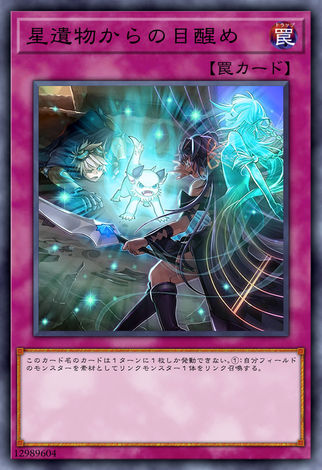 星遺物からの目醒め
トラップ
罠
【罠カード】
このカード名のカードは１ターンに１枚しか発動できない。①：自分フィールド
のモンスターを素材としてリンクモンスター１体をリンク召喚する。
12989604